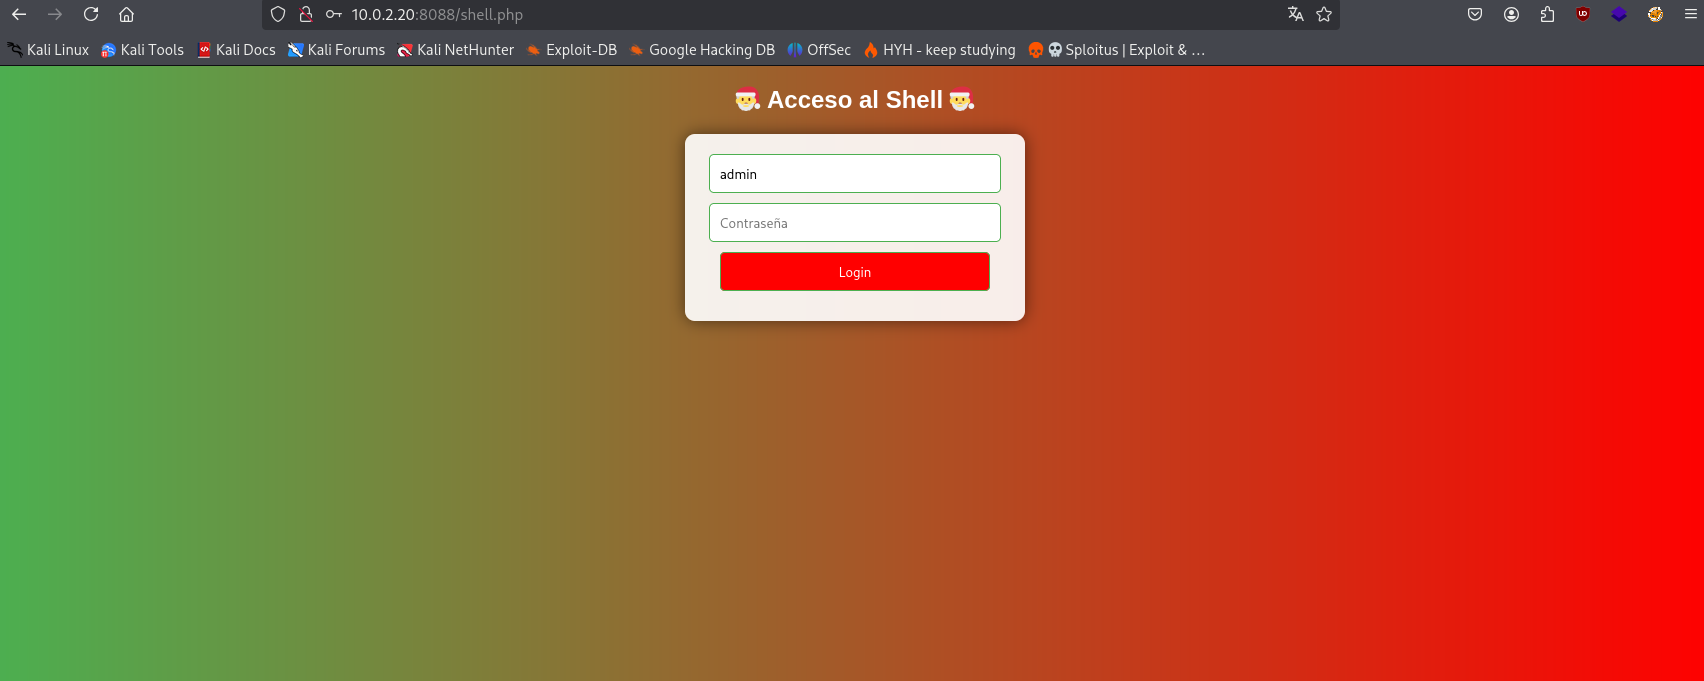 10.0.2.20:8088/shell.php
Kali Linux Kali Tools Kali Docs Kali Forums Kali NetHunter Exploit-DB Google Hacking DB OffSec HYH - keep studying Sploitus | Exploit & …
🎅 Acceso al Shell 🎅
admin
Contraseña
Login